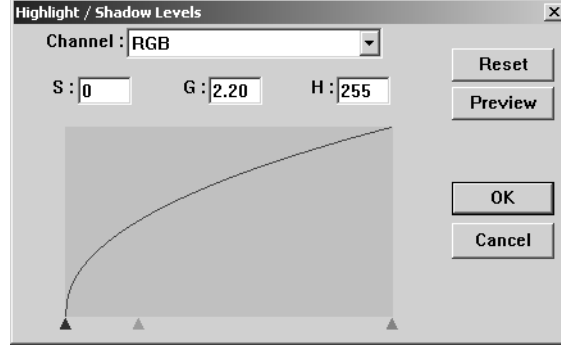 Highlight / Shadow Levels
Channel : RGB
Reset
S : 0 G : 2.20 H : 255
Preview
OK
Cancel